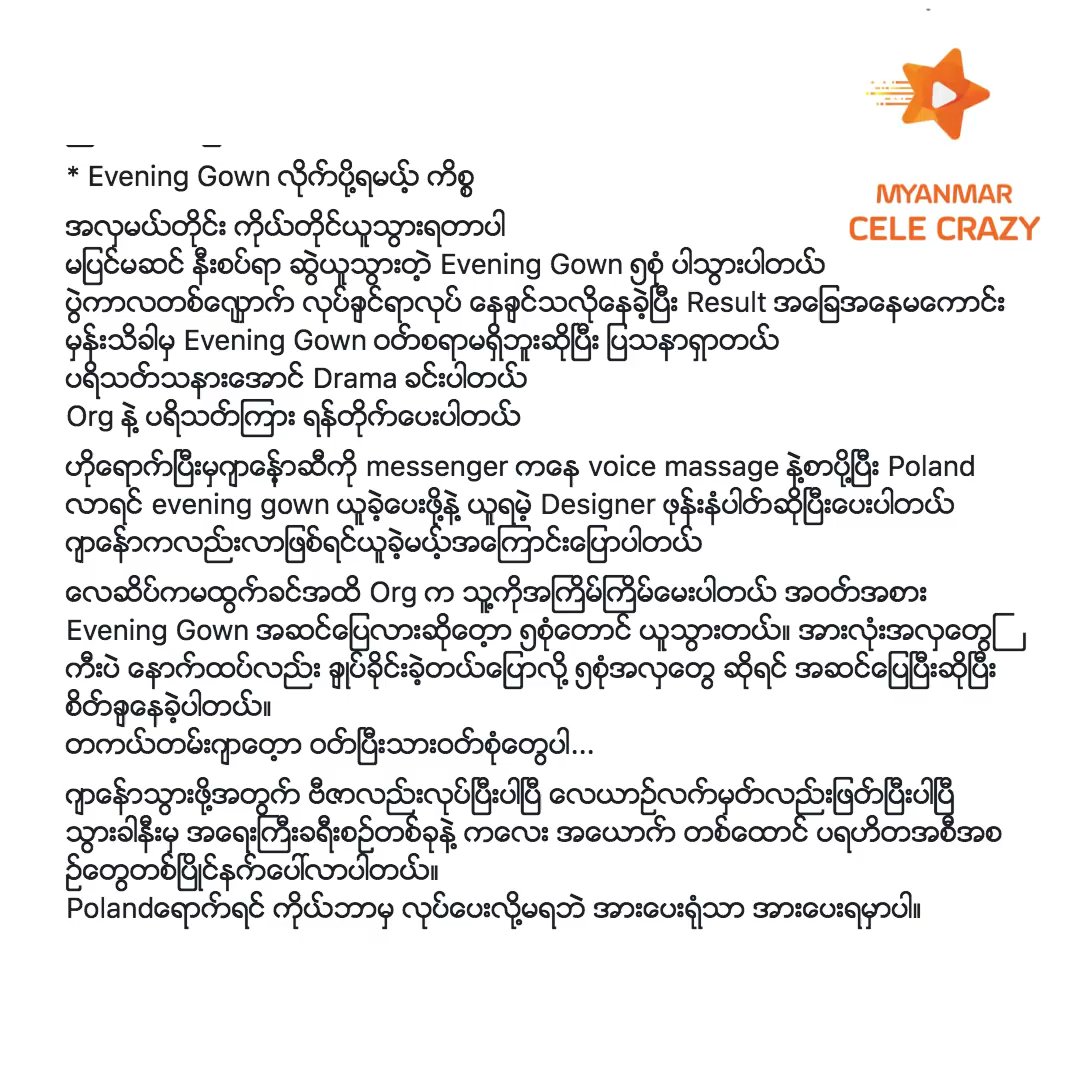 MYANMAR
CELE CRAZY
* Evening Gown လိုက်ပို့ရမယ့် ကိစ္စ
အလှမယ်တိုင်း ကိုယ်တိုင်ယူသွားရတာပါ
မပြင်မဆင် နီးစပ်ရာ ဆွဲယူသွားတဲ့ Evening Gown ၅စုံ ပါသွားပါတယ်
ပွဲကာလတစ်လျှောက် လုပ်ချင်ရာလုပ် နေချင်သလိုနေခဲ့ပြီး Result အခြေအနေမကောင်း
မှန်းသိခါမှ Evening Gown ဝတ်စရာမရှိဘူးဆိုပြီး ပြသနာရှာတယ်
ပရိသတ်သနားအောင် Drama ခင်းပါတယ်
Org နဲ့ ပရိသတ်ကြား ရန်တိုက်ပေးပါတယ်
ဟိုရောက်ပြီးမှဂျာနော့်ဆီကို messenger ကနေ voice massage နဲ့စာပို့ပြီး Poland
လာရင် evening gown ယူခဲ့ပေးဖို့နဲ့ ယူရမဲ့ Designer ဖုန်းနံပါတ်ဆိုပြီးပေးပါတယ်
ဂျာနော်ကလည်းလာဖြစ်ရင်ယူခဲ့မယ့်အကြောင်းပြောပါတယ်
လေဆိပ်ကမထွက်ခင်အထိ Org က သူ့ကိုအကြိမ်ကြိမ်မေးပါတယ် အဝတ်အစား
Evening Gown အဆင်ပြေလားဆိုတော့ ၅စုံတောင် ယူသွားတယ်။ အားလုံးအလှတွေကြ
ကီးပဲ နောက်ထပ်လည်း ချုပ်ခိုင်းခဲ့တယ်ပြောလို့ ၅စုံအလှတွေ ဆိုရင် အဆင်ပြေပြီးဆိုပြီး
စိတ်ချနေခဲ့ပါတယ်။
တကယ်တမ်းဂျာတော့ ဝတ်ပြီးသားဝတ်စုံတွေပါ...
ဂျာနော်သွားဖို့အတွက် ဗီဇာလည်းလုပ်ပြီးပါပြီ လေယာဉ်လက်မှတ်လည်းဖြတ်ပြီးပါပြီ
သွားခါနီးမှ အရေးကြီးခရီးစဉ်တစ်ခုနဲ့ ကလေး အယောက် တစ်ထောင် ပရဟိတအစီအစ
ဉ်တွေတစ်ပြိုင်နက်ပေါ်လာပါတယ်။
Polandရောက်ရင် ကိုယ်ဘာမှ လုပ်ပေးလို့မရဘဲ အားပေးရုံသာ အားပေးရမှာပါ။